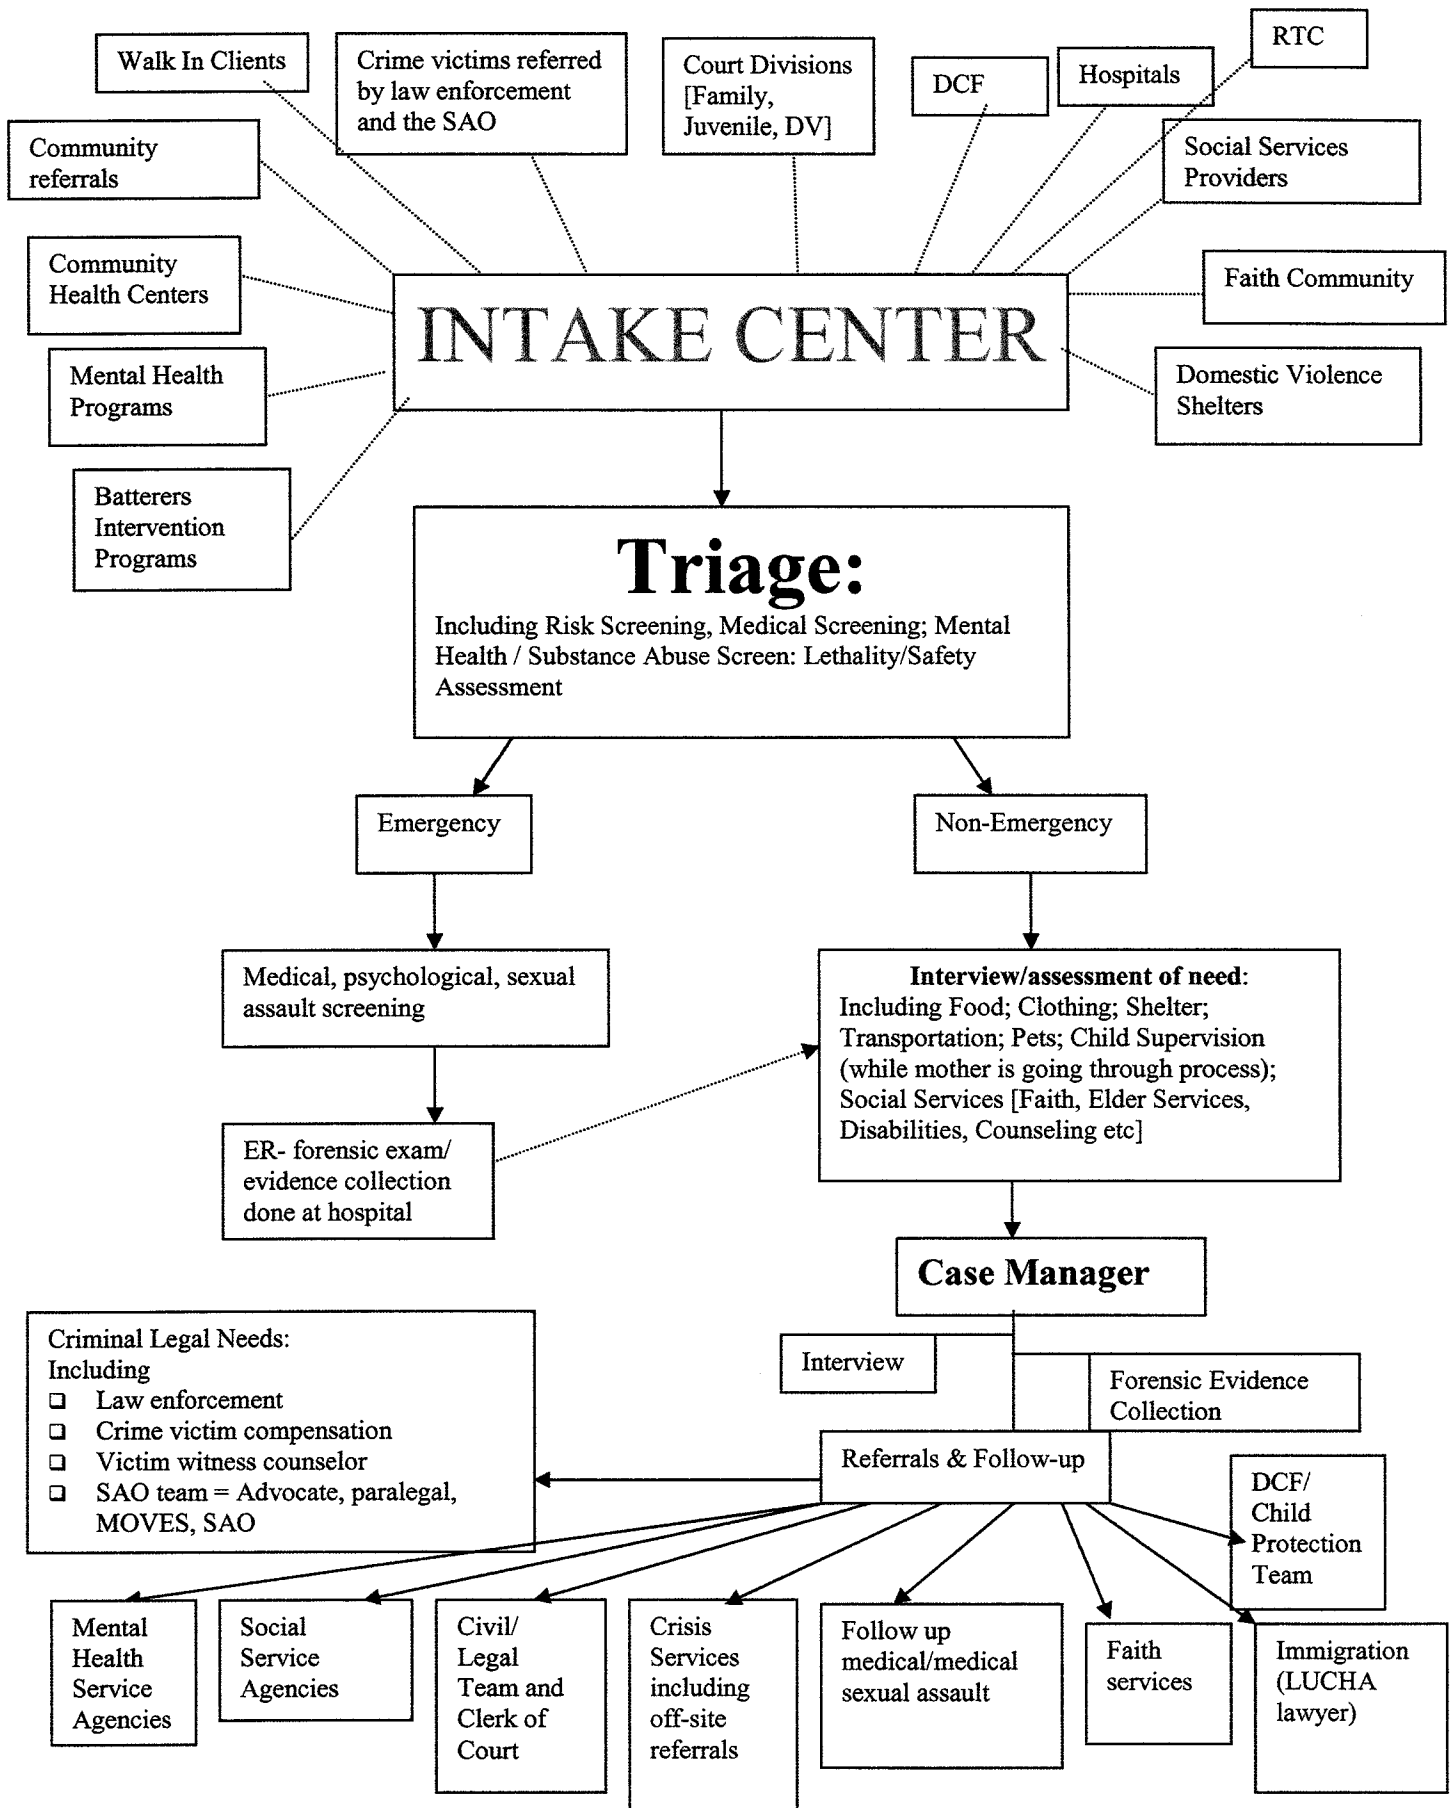 RTC
Walk In Clients
Crime victims referred
by law enforcement
and the SAO
Court Divisions
[Family,
Juvenile, DV]
DCF
Hospitals
Community
referrals
Social Services
Providers
Community
Health Centers
Faith Community
INTAKE CENTER
Mental Health
Programs
Domestic Violence
Shelters
Batterers
Intervention
Programs
Triage:
Including Risk Screening, Medical Screening; Mental
Health / Substance Abuse Screen: Lethality/Safety
Assessment
Emergency
Non-Emergency
Medical, psychological, sexual
assault screening
Interview/assessment of need:
Including Food; Clothing; Shelter;
Transportation; Pets; Child Supervision
(while mother is going through process);
Social Services [Faith, Elder Services,
Disabilities, Counseling etc]
ER- forensic exam/
evidence collection
done at hospital
Case Manager
Criminal Legal Needs:
Including
❑ Law enforcement
❑ Crime victim compensation
❑ Victim witness counselor
❑ SAO team = Advocate, paralegal,
MOVES, SAO
Interview
Forensic Evidence
Collection
Referrals & Follow-up
DCF/
Child
Protection
Team
Mental
Health
Service
Agencies
Social
Service
Agencies
Civil/
Legal
Team and
Clerk of
Court
Crisis
Services
including
off-site
referrals
Follow up
medical/medical
sexual assault
Faith
services
Immigration
(LUCHA
lawyer)